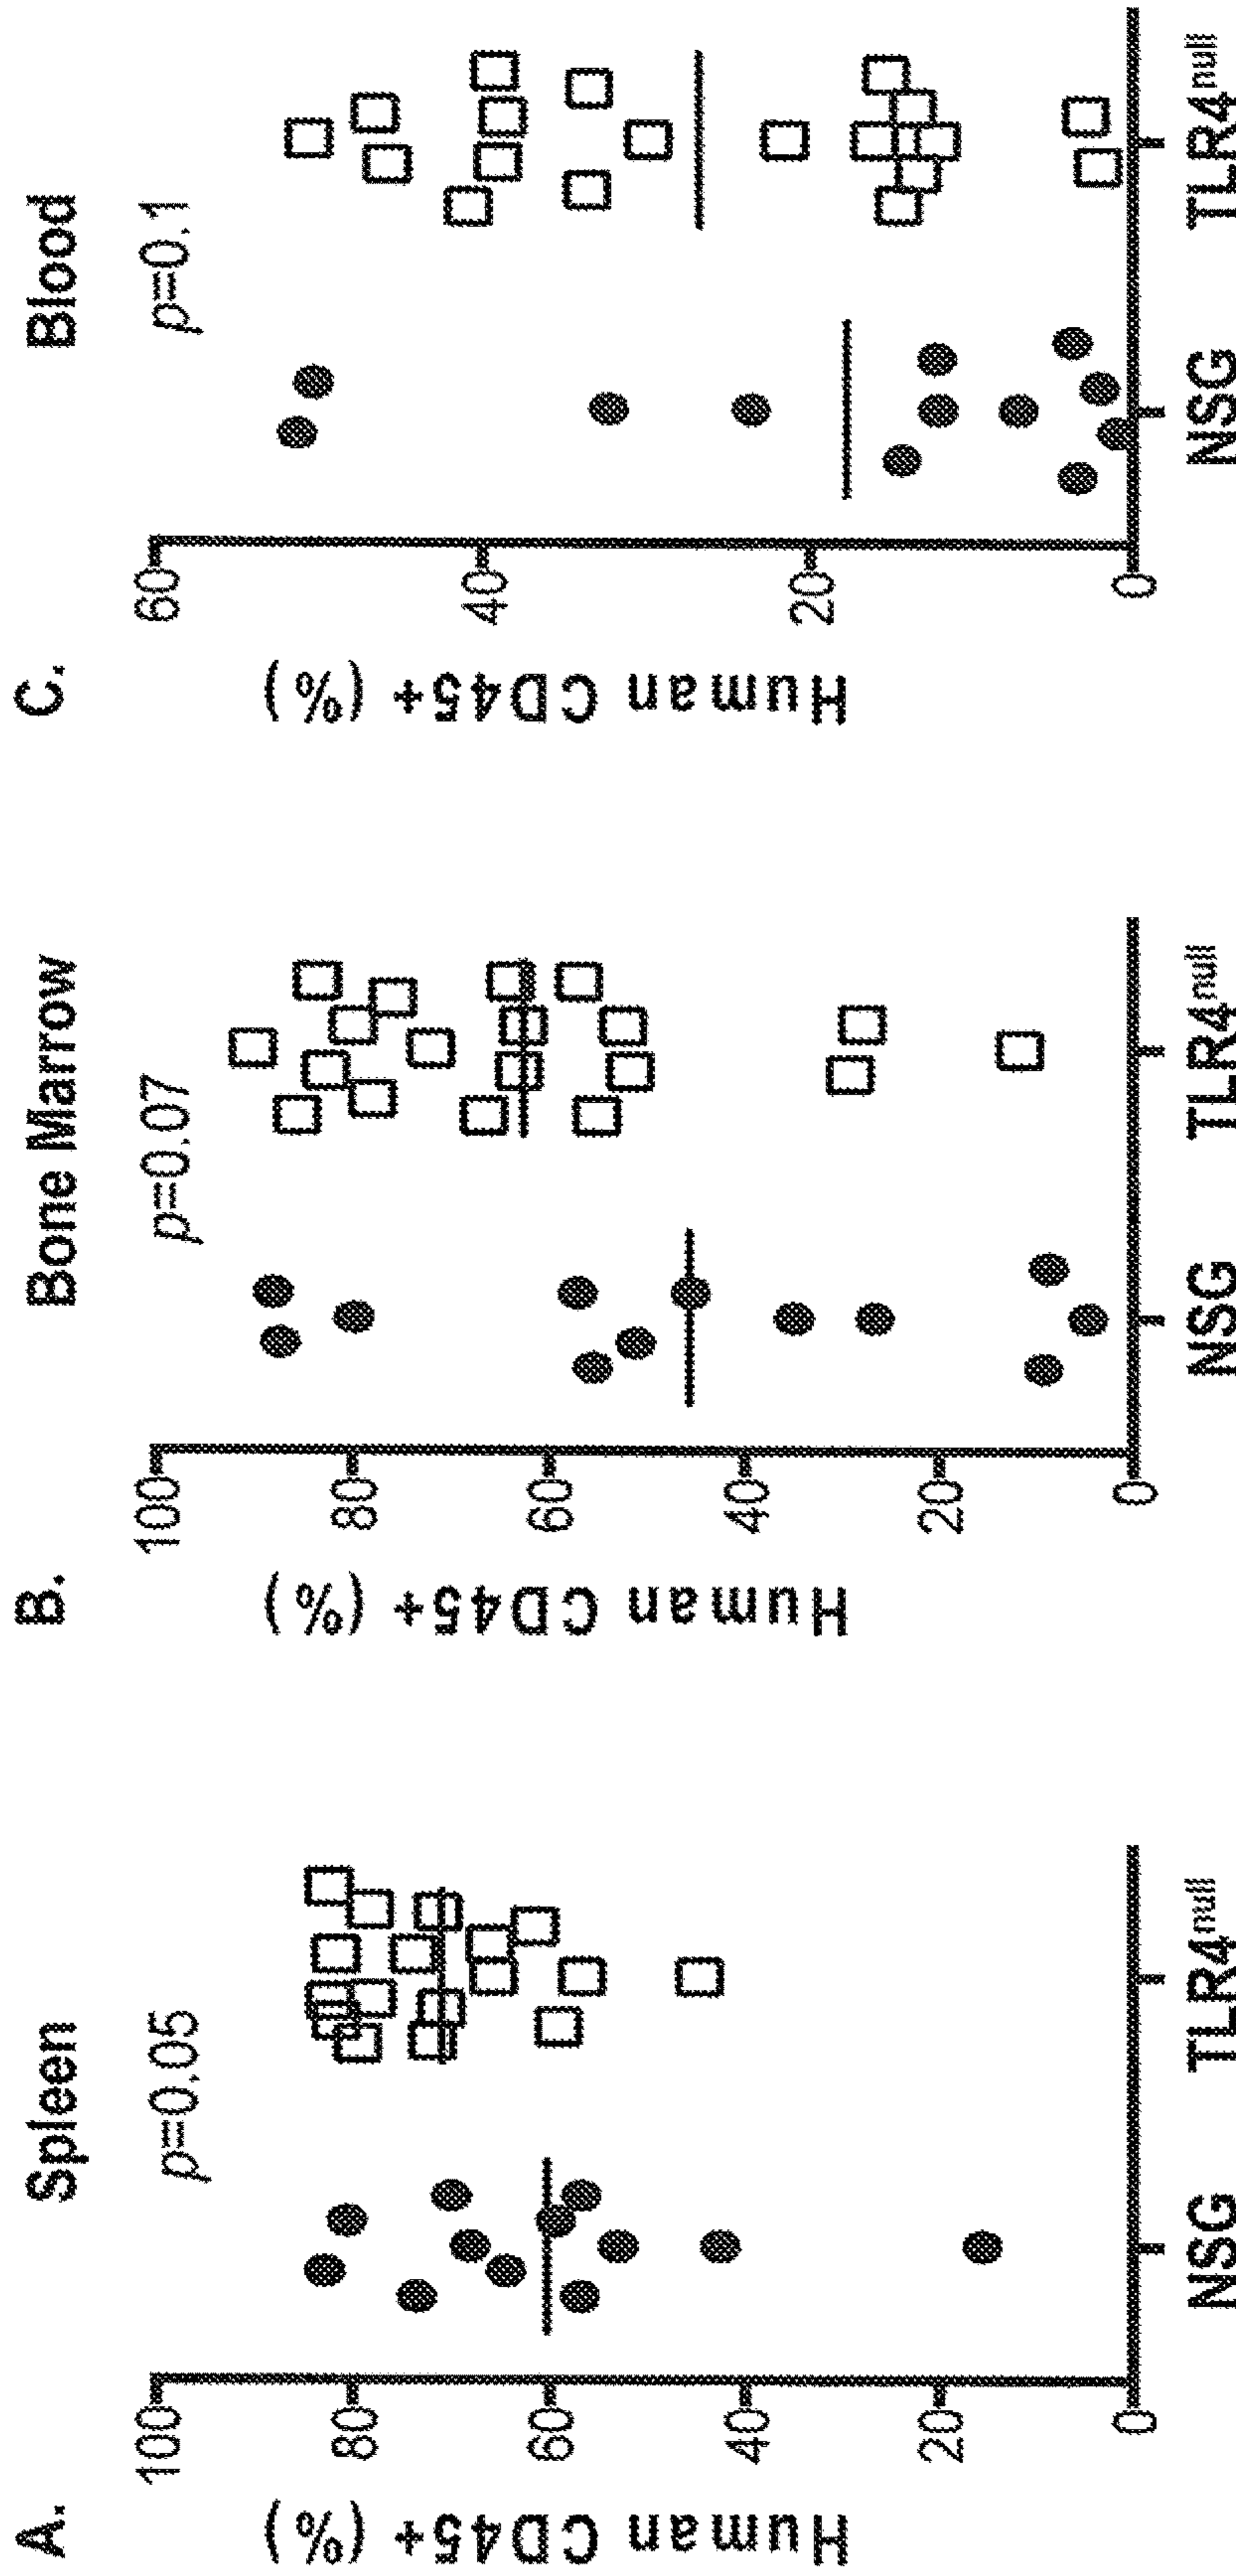 A.
Spleen
p=0.05
Human CD45+ (%)
100
80
60
40
20
0
NSG
TLR4null
B.
Bone Marrow
p=0.07
Human CD45+ (%)
100
80
60
40
20
0
NSG
TLR4null
C.
Blood
p=0.1
Human CD45+ (%)
60
40
20
0
NSG
TLR4null